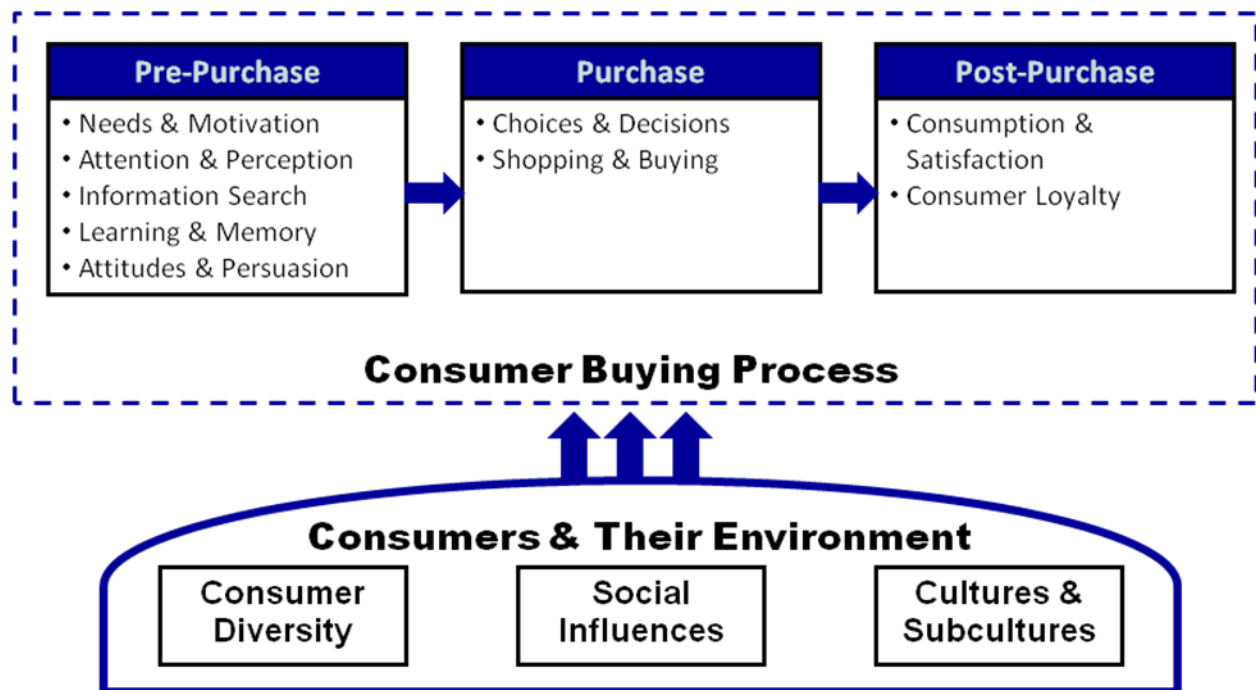 Pre-Purchase
• Needs & Motivation
• Attention & Perception
• Information Search
• Learning & Memory
• Attitudes & Persuasion
Purchase
• Choices & Decisions
• Shopping & Buying
Post-Purchase
• Consumption &
Satisfaction
• Consumer Loyalty
Consumer Buying Process
Consumers & Their Environment
Consumer
Diversity
Social
Influences
Cultures &
Subcultures